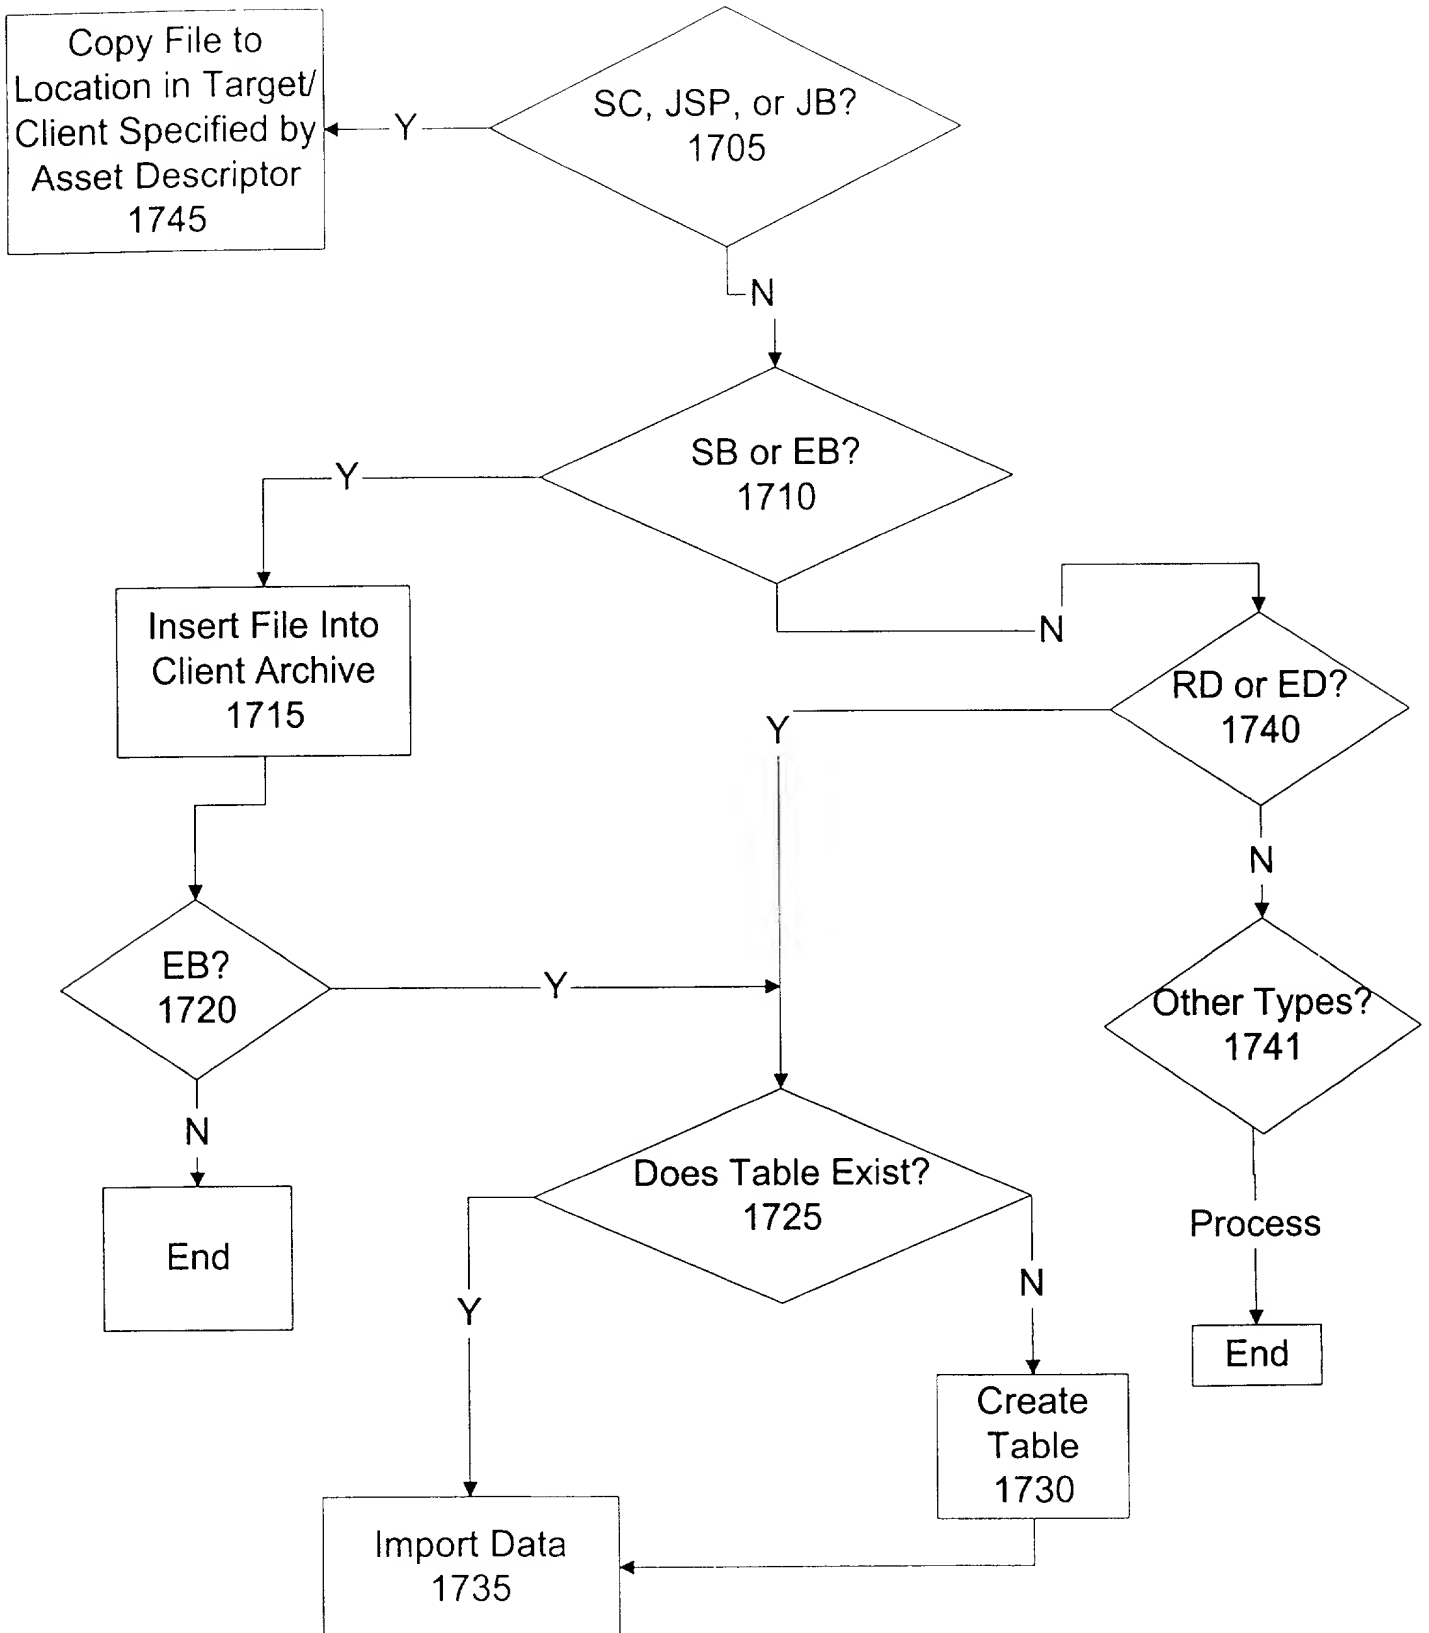 Copy File to
Location in Target/
Client Specified by
Asset Descriptor
1745
Y
SC, JSP, or JB?
1705
N
SB or EB?
1710
Y
N
Insert File Into
Client Archive
1715
RD or ED?
1740
Y
N
EB?
1720
Y
N
End
Other Types?
1741
Process
End
Does Table Exist?
1725
Y
N
Create
Table
1730
Import Data
1735